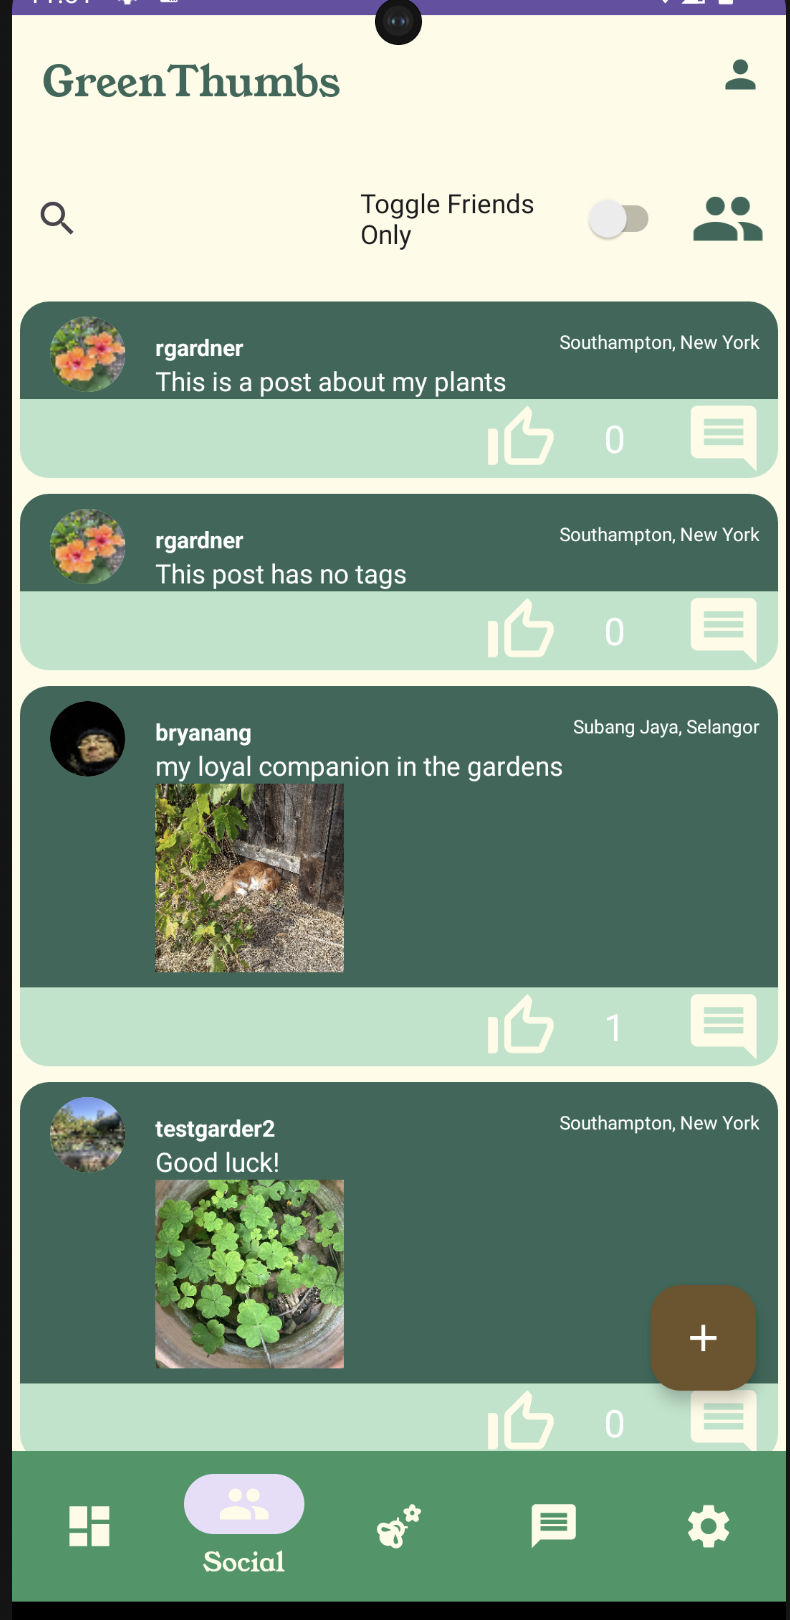 GreenThumbs
Toggle Friends
Only
rgardner
Southampton, New York
This is a post about my plants
0
rgardner
Southampton, New York
This post has no tags
0
bryanang
Subang Jaya, Selangor
my loyal companion in the gardens
1
testgarder2
Southampton, New York
Good luck!
+
0
Social